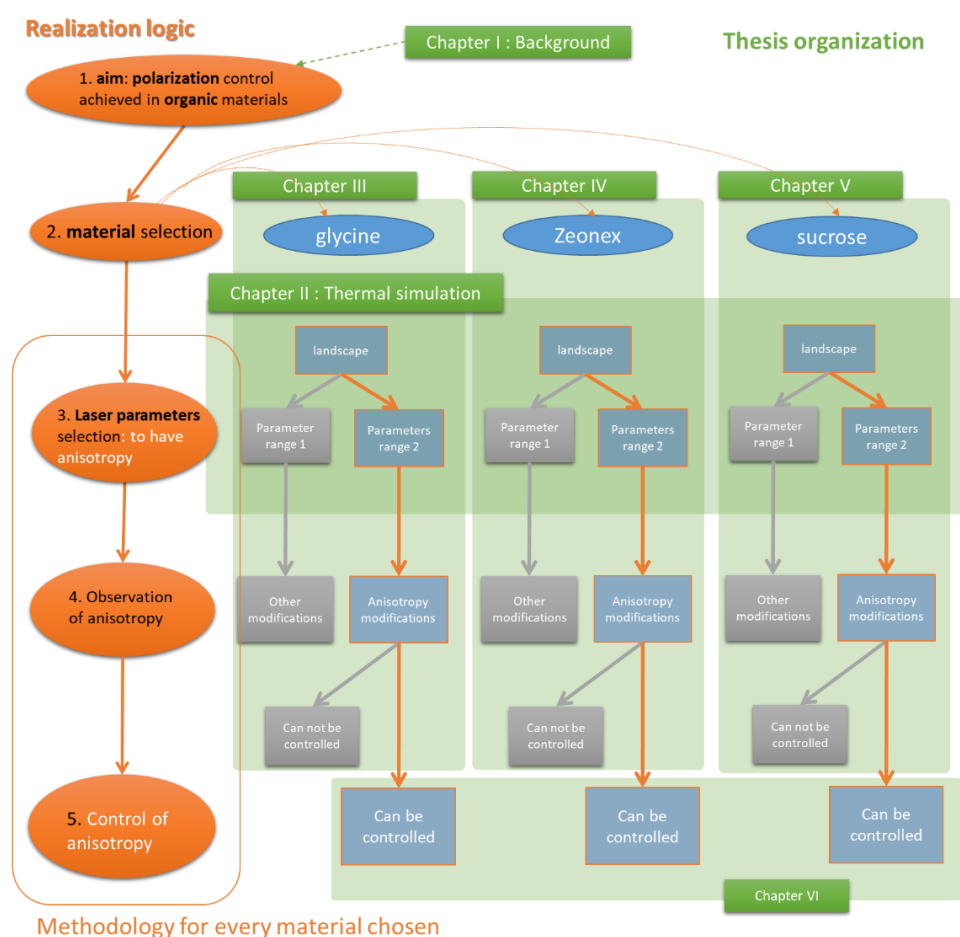 Realization logic
Chapter I : Background
Thesis organization
1. aim: polarization control
achieved in organic materials
2. material selection
Chapter III
Chapter IV
Chapter V
glycine
Zeonex
sucrose
Chapter II : Thermal simulation
landscape
landscape
landscape
3. Laser parameters
selection: to have
anisotropy
Parameter
range 1
Parameters
range 2
Parameter
range 1
Parameters
range 2
Parameter
range 1
Parameters
range 2
4. Observation
of anisotropy
Other
modifications
Anisotropy
modifications
Other
modifications
Anisotropy
modifications
Other
modifications
Anisotropy
modifications
Can not be
controlled
Can not be
controlled
Can not be
controlled
5. Control of
anisotropy
Can be
controlled
Can be
controlled
Can be
controlled
Chapter VI
Methodology for every material chosen